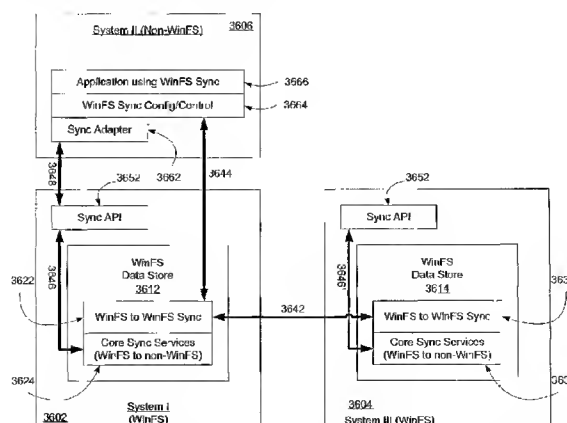 System II (Non-WinFS)
3606
Application using WinFS Sync
3666
WinFS Sync Config/Control
3664
Sync Adapter
3648
3662
3644
3652
3652
Sync API
Sync API
3646
3646'
WinFS
Data Store
3612
WinFS
Data Store
3614
3622
WinFS to WinFS Sync
3642
WinFS to WinFS Sync
Core Sync Services
(WinFS to non-WinFS)
Core Sync Services
(WinFS to non-WinFS)
3624
3602
System I
(WinFS)
3604
System III (WinFS)